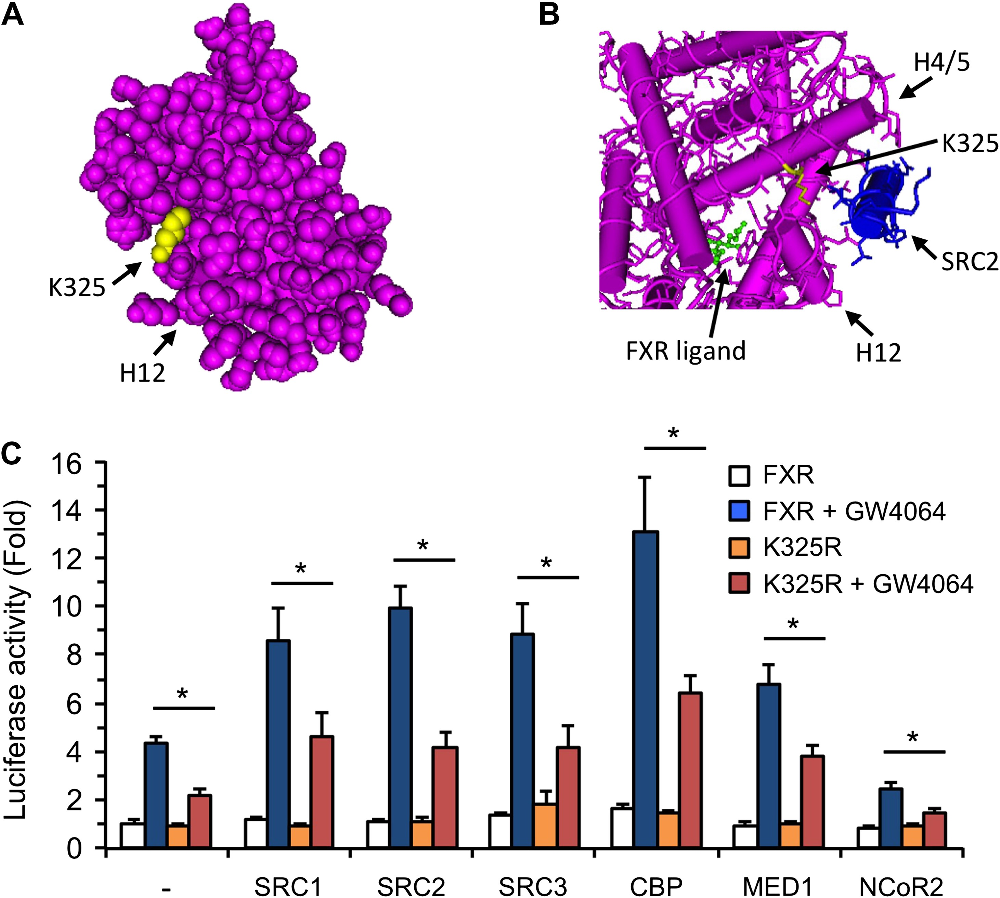 A
K325
H12
B
H4/5
K325
SRC2
FXR ligand
H12
C
Luciferase activity (Fold)
16
14
12
10
8
6
4
2
0
*
*
*
*
*
*
*
FXR
FXR + GW4064
K325R
K325R + GW4064
-
SRC1
SRC2
SRC3
CBP
MED1
NCoR2